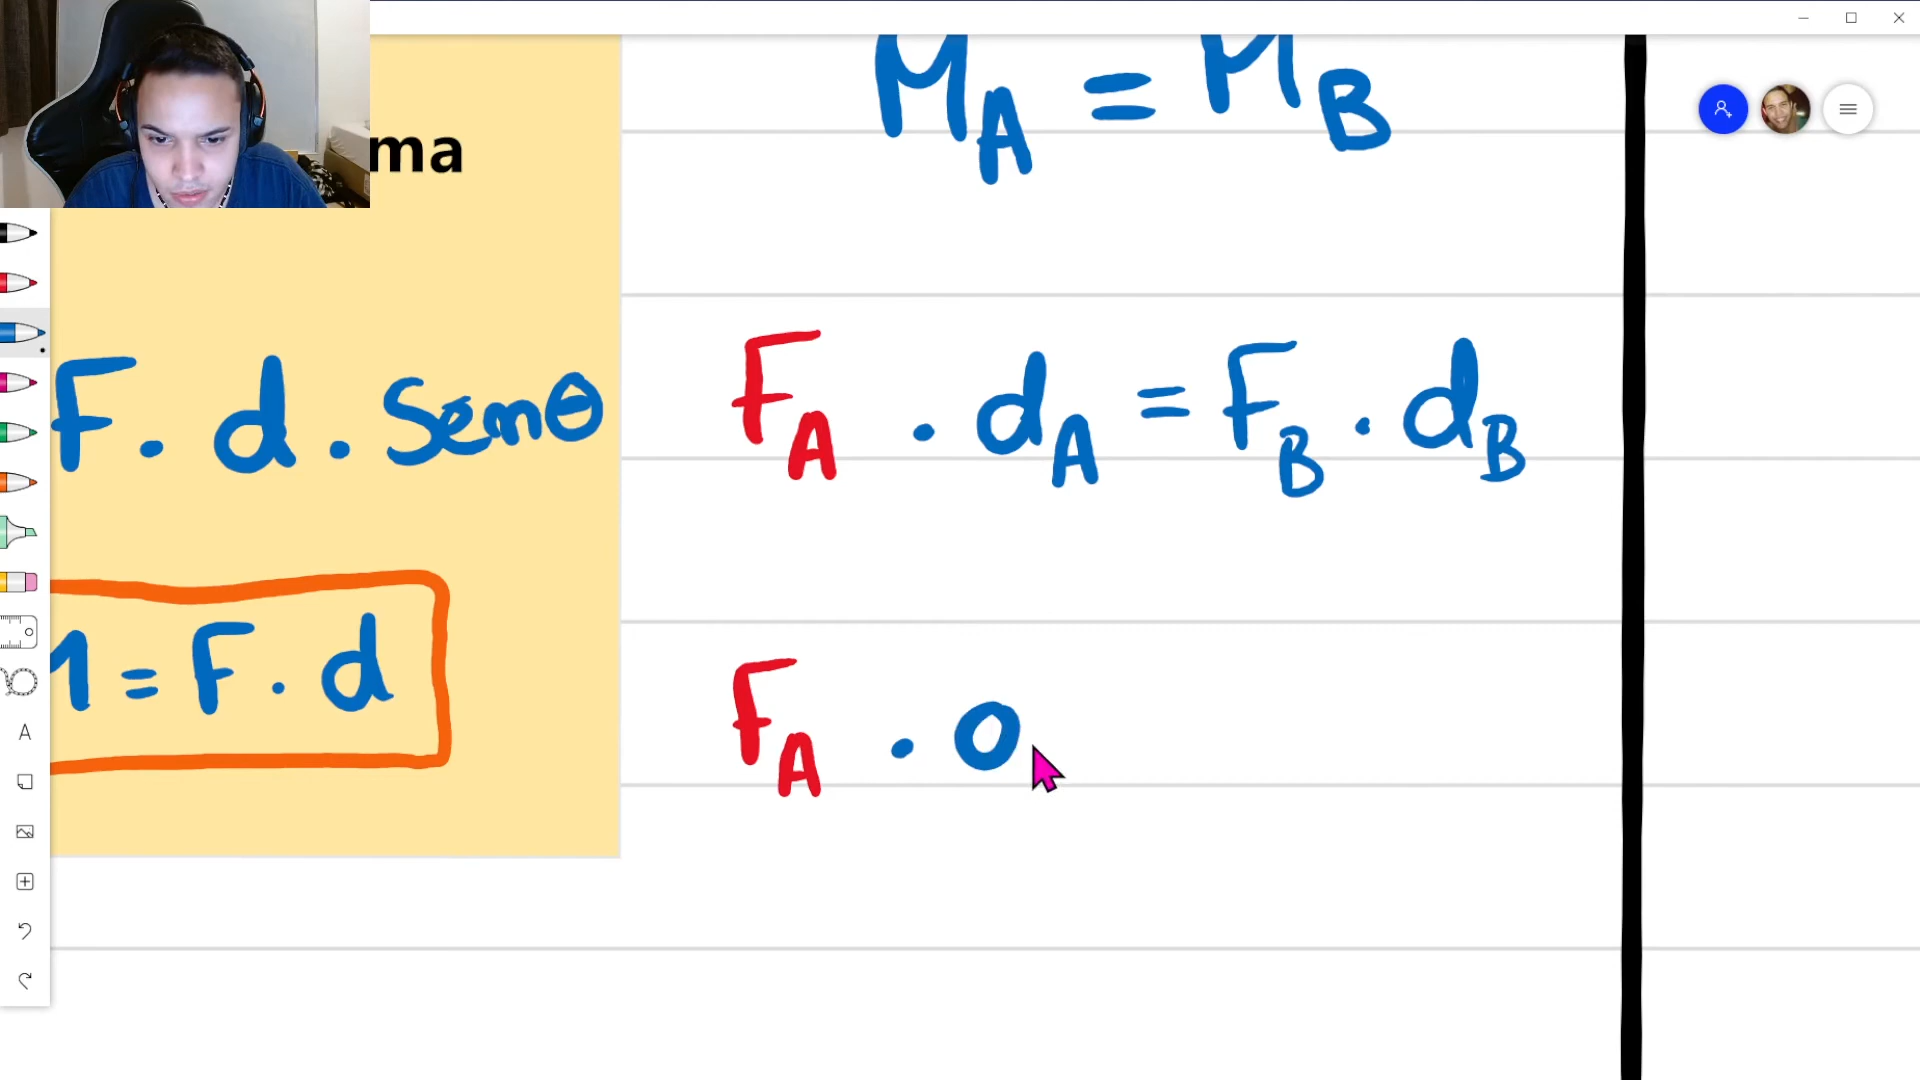 ma
F . d . Senθ
M = F . d
M_A = M_B
F_A . d_A = F_B . d_B
F_A . 0
A